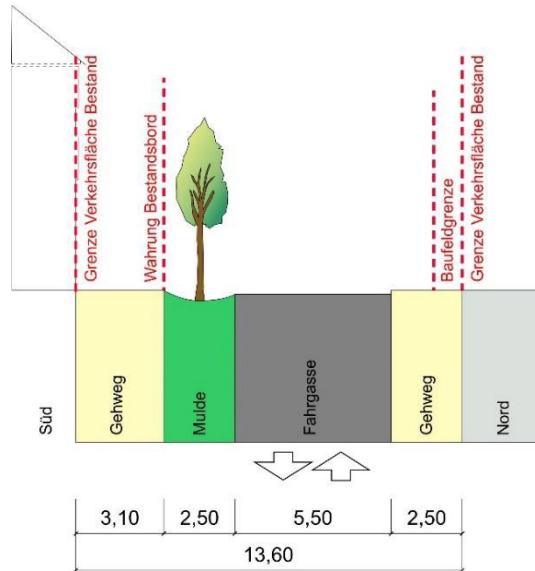 Grenze Verkehrsfläche Bestand
Wahrung Bestandsbord
Baufeldgrenze
Grenze Verkehrsfläche Bestand
Süd
Gehweg
Mulde
Fahrgasse
Gehweg
Nord
3,10
2,50
5,50
2,50
13,60